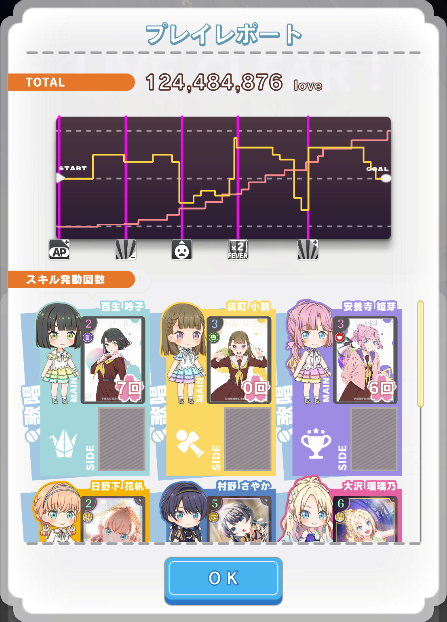 プレイレポート
TOTAL 124,484,876 love
START
GOAL
AP+
×2
FEVER
スキル発動回数
百生 吟子 徒町 小鈴 安養寺 姫芽
2 3 3
MAIN MAIN MAIN
7回 0回 6回
歌唱 歌唱 歌唱
SIDE SIDE SIDE
日野下 花帆 村野 さやか 大沢 瑠璃乃
2 5 6
OK